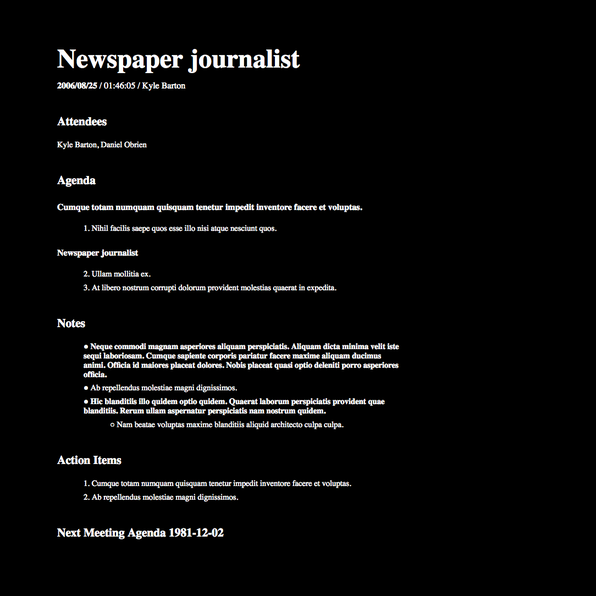 Newspaper journalist
2006/08/25 / 01:46:05 / Kyle Barton
Attendees
Kyle Barton, Daniel Obrien
Agenda
Cumque totam numquam quisquam tenetur impedit inventore facere et voluptas.
1. Nihil facilis saepe quos esse illo nisi atque nesciunt quos.
Newspaper journalist
2. Ullam mollitia ex.
3. At libero nostrum corrupti dolorum provident molestias quaerat in expedita.
Notes
● Neque commodi magnam asperiores aliquam perspiciatis. Aliquam dicta minima velit iste
sequi laboriosam. Cumque sapiente corporis pariatur facere maxime aliquam ducimus
animi. Officia id maiores placeat dolores. Nobis placeat quasi optio deleniti porro asperiores
officia.
● Ab repellendus molestiae magni dignissimos.
● Hic blanditiis illo quidem optio quidem. Quaerat laborum perspiciatis provident quae
blanditiis. Rerum ullam aspernatur perspiciatis nam nostrum quidem.
○ Nam beatae voluptas maxime blanditiis aliquid architecto culpa culpa.
Action Items
1. Cumque totam numquam quisquam tenetur impedit inventore facere et voluptas.
2. Ab repellendus molestiae magni dignissimos.
Next Meeting Agenda 1981-12-02